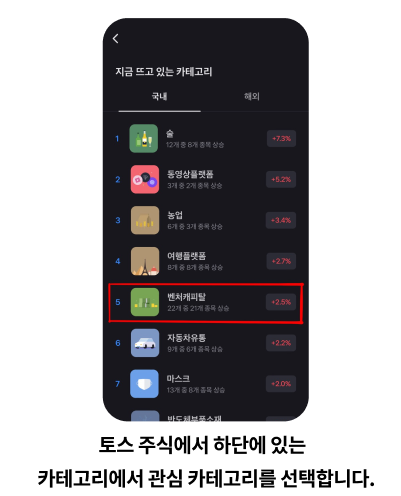 지금 뜨고 있는 카테고리
국내 해외
1 술 +7.3%
12개 중 8개 종목 상승
2 동영상플랫폼 +5.2%
3개 중 2개 종목 상승
3 농업 +3.4%
6개 중 3개 종목 상승
4 여행플랫폼 +2.7%
8개 중 8개 종목 상승
5 벤처캐피탈 +2.5%
22개 중 21개 종목 상승
6 자동차유통 +2.2%
9개 중 6개 종목 상승
7 마스크 +2.0%
13개 중 8개 종목 상승
반도체부품소재
토스 주식에서 하단에 있는
카테고리에서 관심 카테고리를 선택합니다.